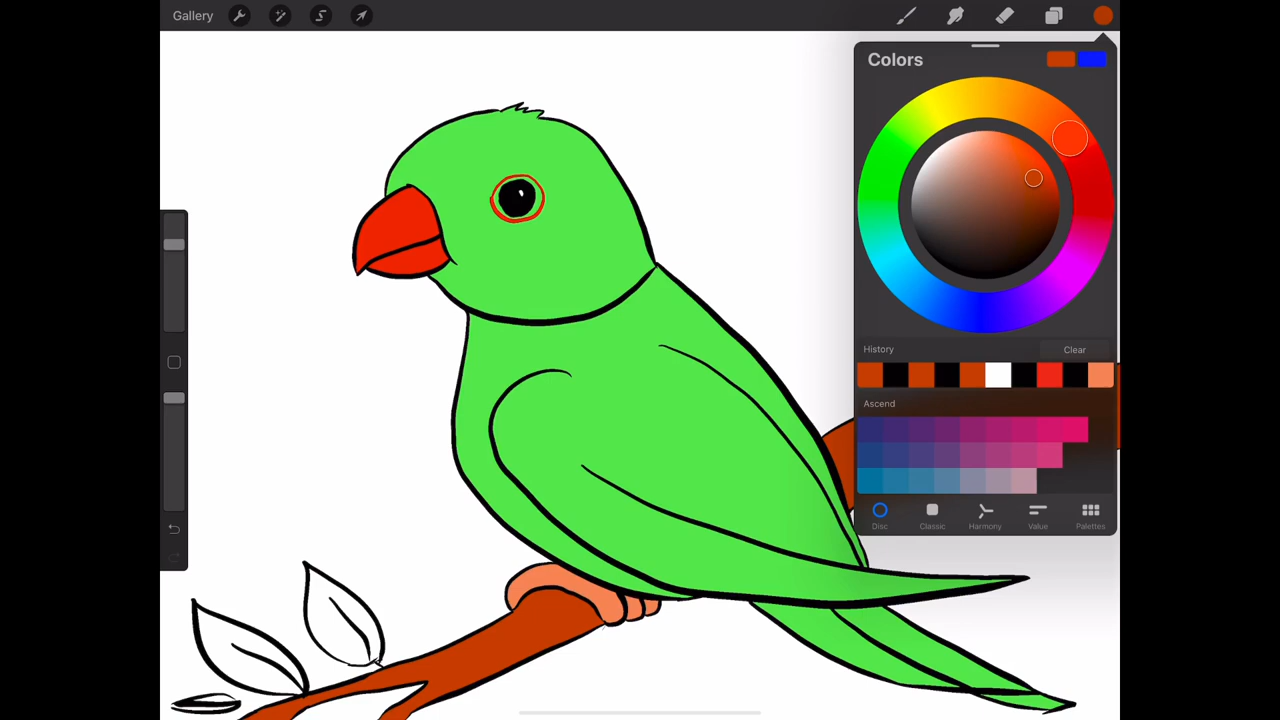 Gallery
Colors
History Clear
Ascend
Disc Classic Harmony Value Palettes